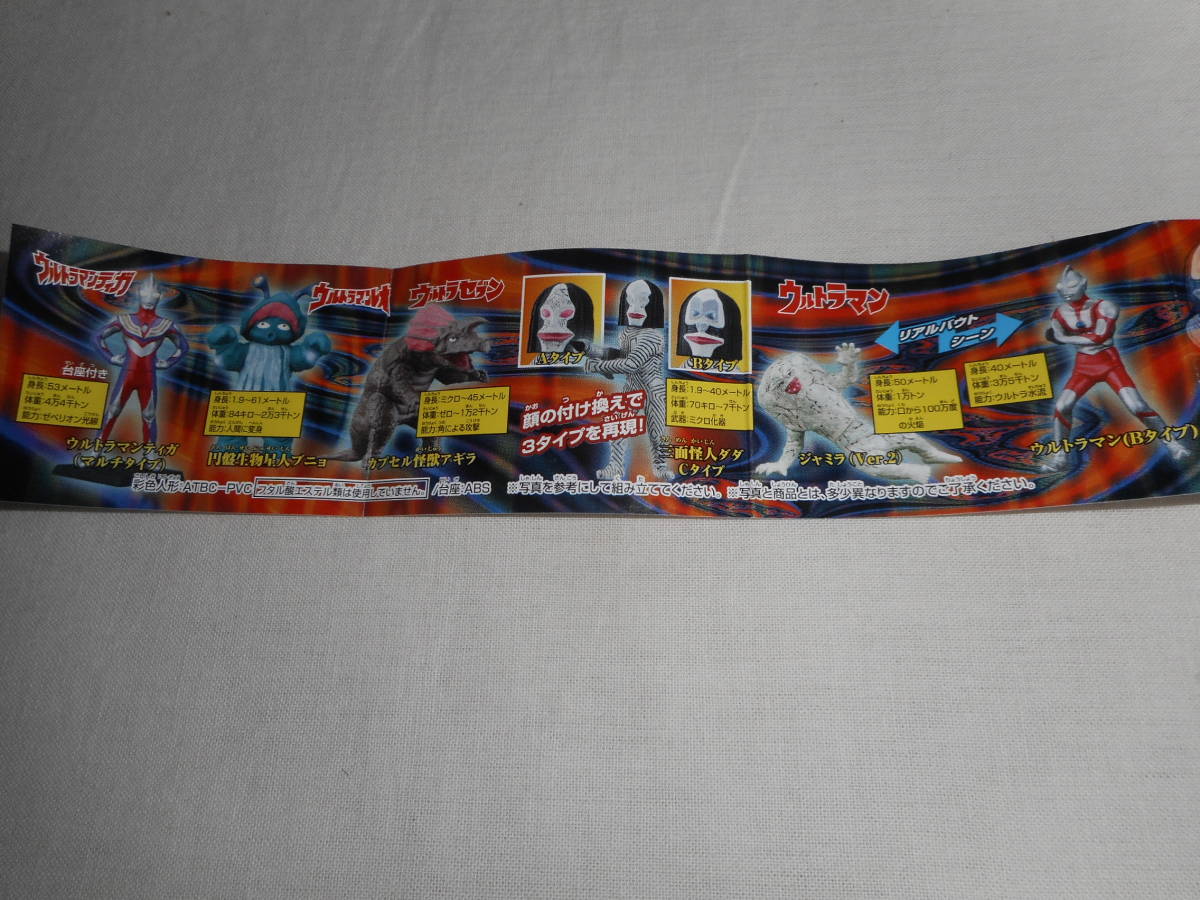 ウルトラマンティガ
台座付き
身長:53メートル
体重:4万4千トン
能力:ゼペリオン光線
ウルトラマンティガ
(マルチタイプ)
ウルトラマンレオ
身長:1.9~61メートル
体重:84キロ~2万3千トン
能力:人間に変身
円盤生物星人ブニョ
ウルトラセブン
身長:ミクロ~45メートル
体重:ゼロ~1万2千トン
能力:角による攻撃
カプセル怪獣アギラ
Aタイプ
Bタイプ
顔の付け換えで
3タイプを再現!
身長:1.9~40メートル
体重:70キロ~7千トン
武器:ミクロ化器
三面怪人ダダ
Cタイプ
ウルトラマン
リアルバウト
シーン
身長:50メートル
体重:1万トン
能力:口から100万度
の火焔
ジャミラ(Ver.2)
身長:40メートル
体重:3万5千トン
能力:ウルトラ水流
ウルトラマン(Bタイプ)
彩色人形:ATBC-PVC フタル酸エステル類は使用していません。/台座:ABS ※写真を参考にして組み立ててください。※写真と商品とは、多少異なりますのでご了承ください。